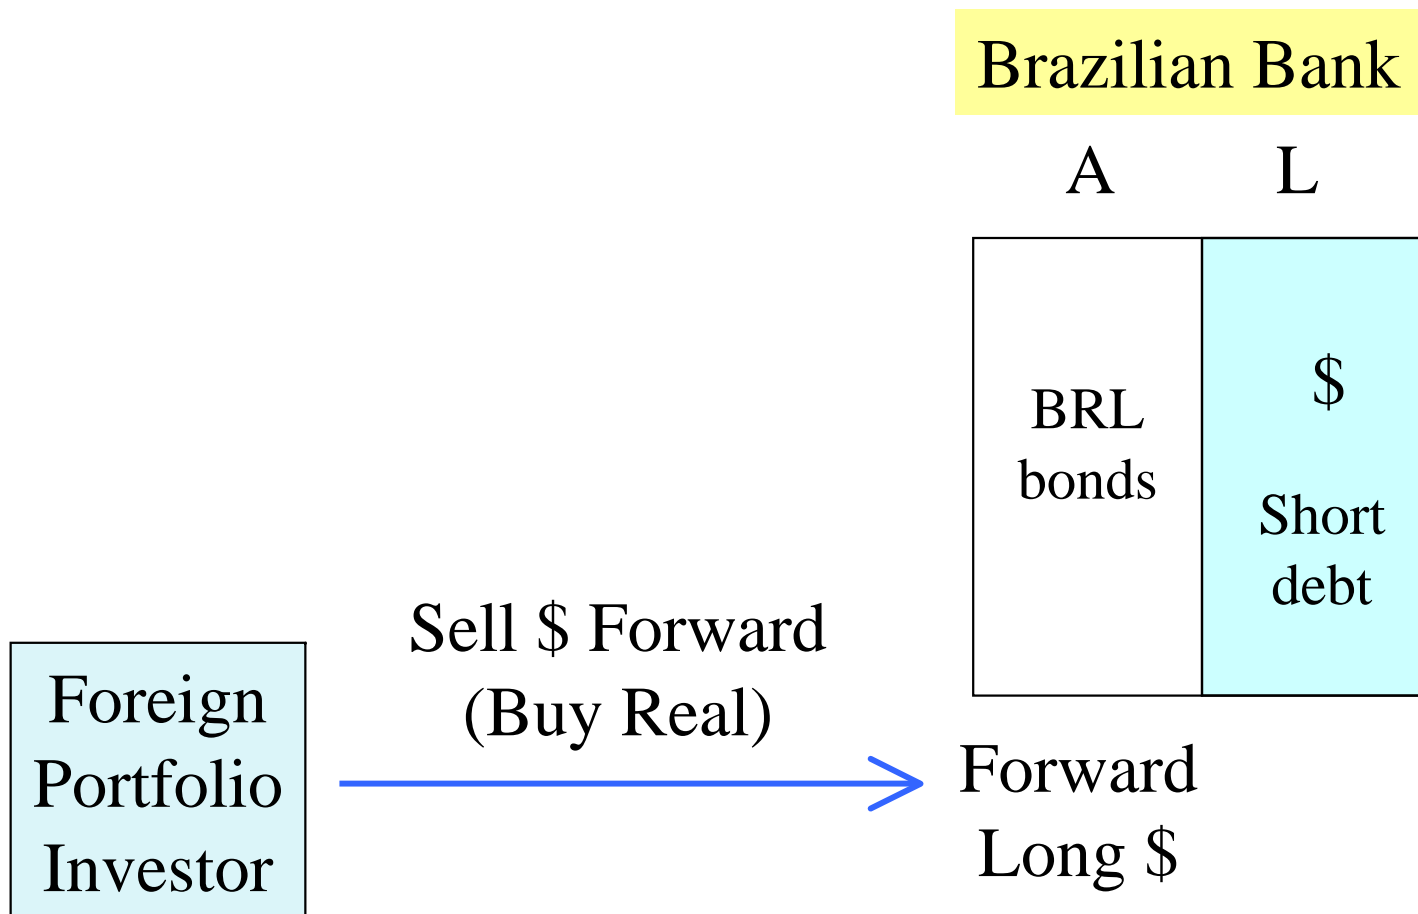 Brazilian Bank
A L
BRL
bonds
$
Short
debt
Sell $ Forward
(Buy Real)
Foreign
Portfolio
Investor
Forward
Long $